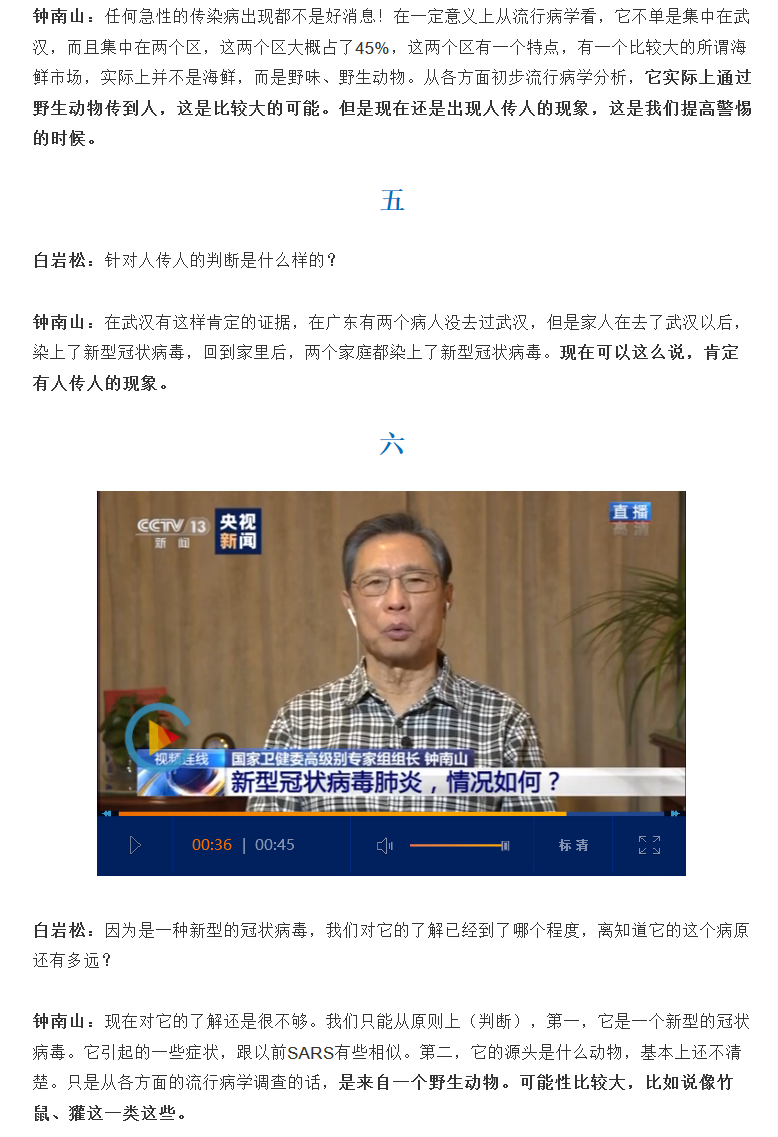 钟南山：任何急性的传染病出现都不是好消息！在一定意义上从流行病学看，它不单是集中在武
汉，而且集中在两个区，这两个区大概占了45%，这两个区有一个特点，有一个比较大的所谓海
鲜市场，实际上并不是海鲜，而是野味、野生动物。从各方面初步流行病学分析，它实际上通过
野生动物传到人，这是比较大的可能。但是现在还是出现人传人的现象，这是我们提高警惕
的时候。
五
白岩松：针对人传人的判断是什么样的？
钟南山：在武汉有这样肯定的证据，在广东有两个病人没去过武汉，但是家人在去了武汉以后，
染上了新型冠状病毒，回到家里后，两个家庭都染上了新型冠状病毒。现在可以这么说，肯定
有人传人的现象。
六
CCTV 13
新闻
央视
新闻
直播
高清
视频连线
国家卫健委高级别专家组组长 钟南山
新型冠状病毒肺炎，情况如何？
00:36 | 00:45
标清
白岩松：因为是一种新型的冠状病毒，我们对它的了解已经到了哪个程度，离知道它的这个病原
还有多远？
钟南山：现在对它的了解还是很不够。我们只能从原则上（判断），第一，它是一个新型的冠状
病毒。它引起的一些症状，跟以前SARS有些相似。第二，它的源头是什么动物，基本上还不清
楚。只是从各方面的流行病学调查的话，是来自一个野生动物。可能性比较大，比如说像竹
鼠、獾这一类这些。